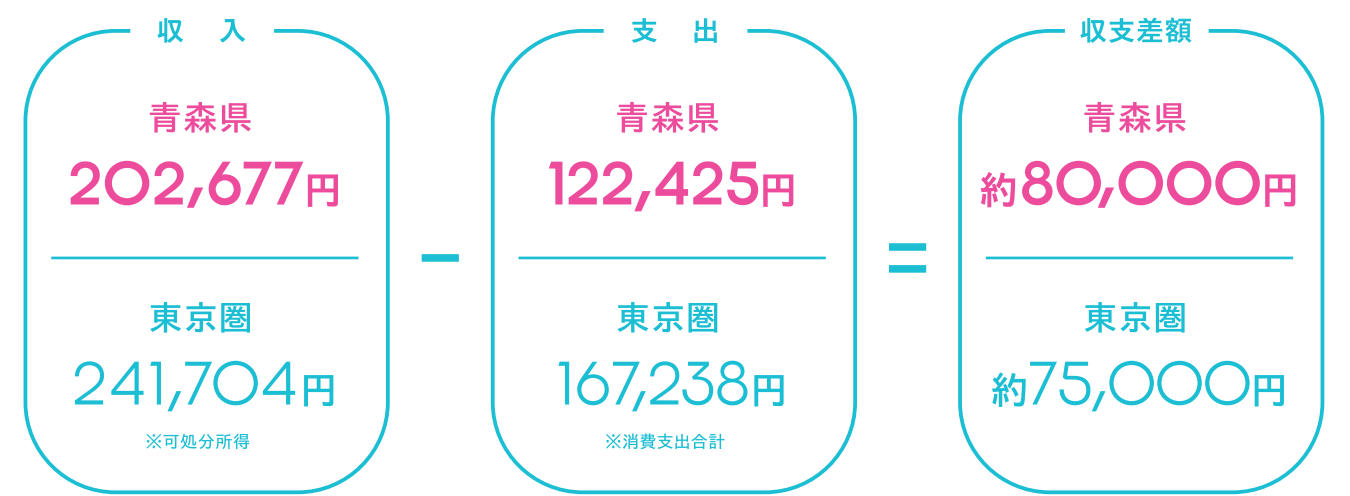 収 入
青森県
202,677円
東京圏
241,704円
※可処分所得
−
支 出
青森県
122,425円
東京圏
167,238円
※消費支出合計
=
収支差額
青森県
約80,000円
東京圏
約75,000円